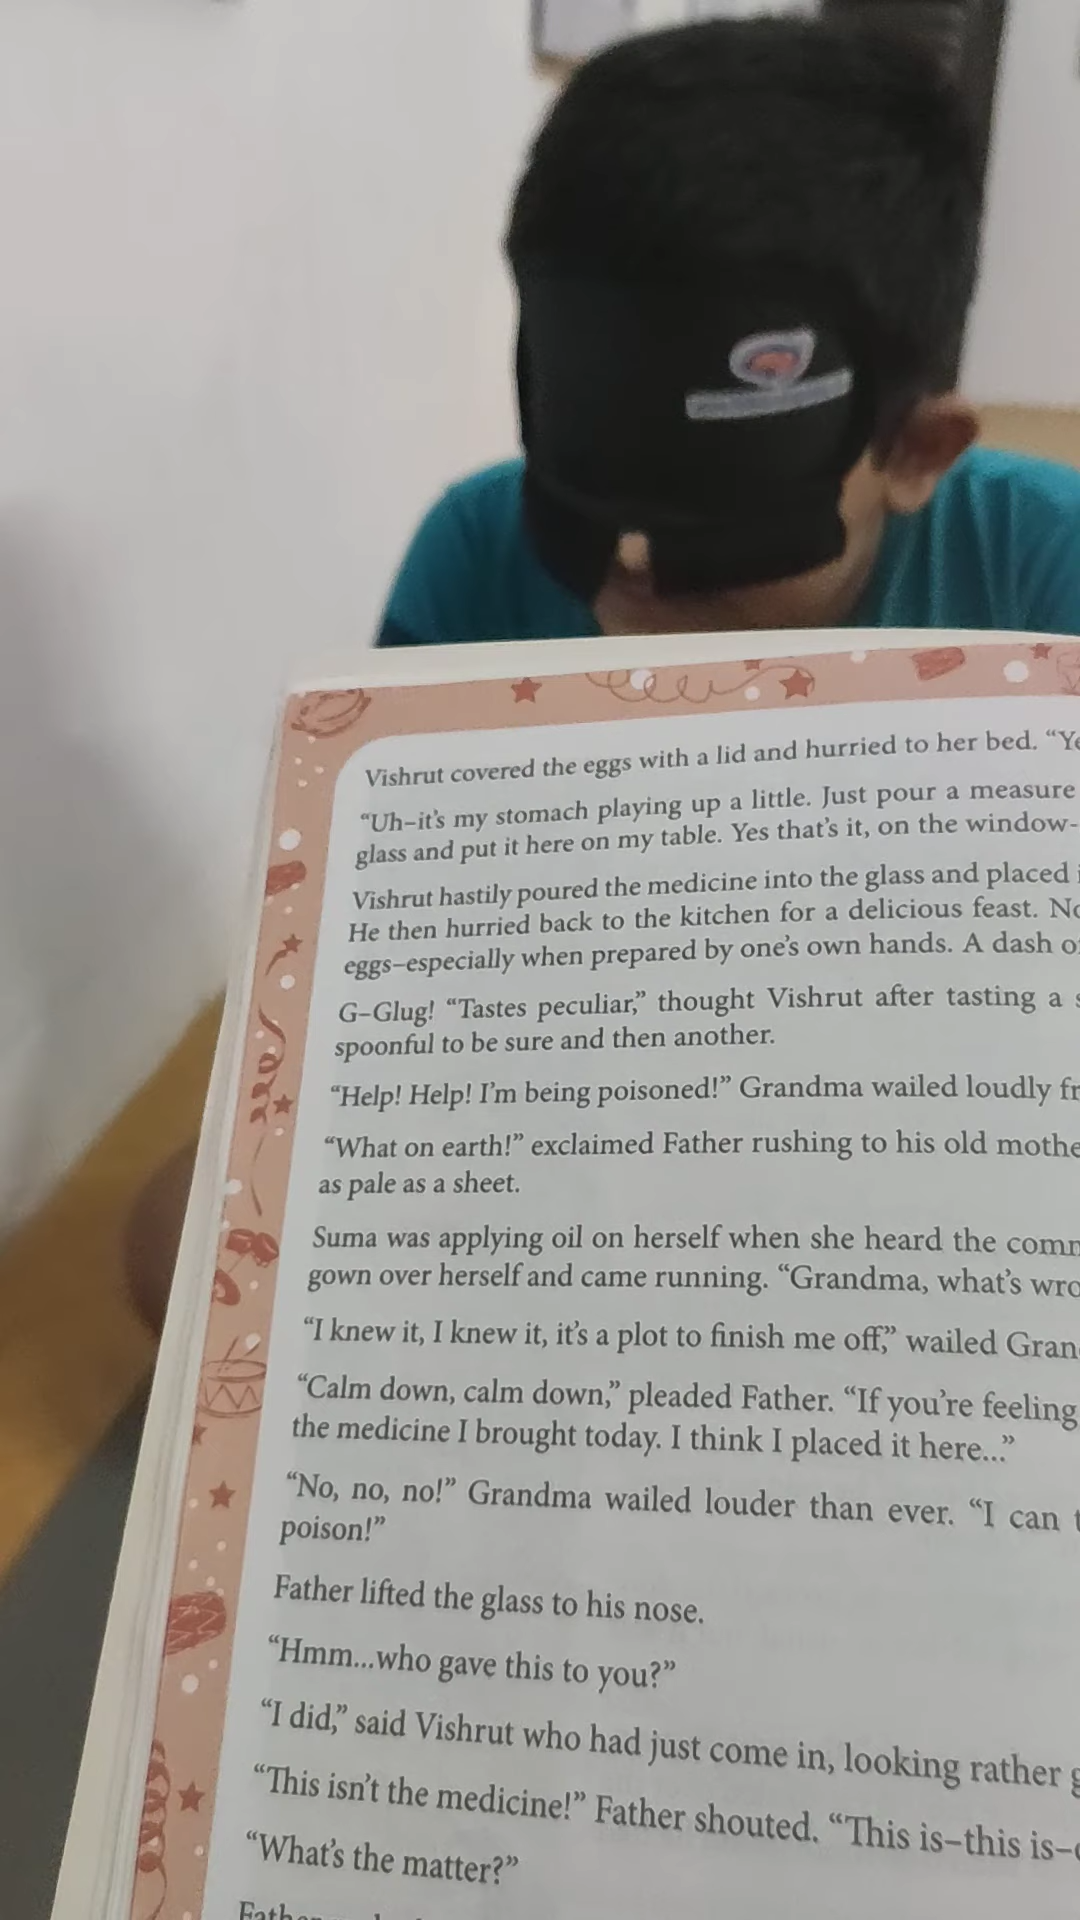 Vishrut covered the eggs with a lid and hurried to her bed.
“Uh–it’s my stomach playing up a little. Just pour a measure
glass and put it here on my table. Yes that’s it, on the window-
Vishrut hastily poured the medicine into the glass and placed
He then hurried back to the kitchen for a delicious feast.
eggs–especially when prepared by one’s own hands. A dash
G–Glug! “Tastes peculiar,” thought Vishrut after tasting a
spoonful to be sure and then another.
“Help! Help! I’m being poisoned!” Grandma wailed loudly
“What on earth!” exclaimed Father rushing to his old
as pale as a sheet.
Suma was applying oil on herself when she heard the
gown over herself and came running. “Grandma, what’s
“I knew it, I knew it, it’s a plot to finish me off,” wailed
“Calm down, calm down,” pleaded Father. “If you’re feeling
the medicine I brought today. I think I placed it here...”
“No, no, no!” Grandma wailed louder than ever. “I can
poison!”
Father lifted the glass to his nose.
“Hmm...who gave this to you?”
“I did,” said Vishrut who had just come in, looking rather
“This isn’t the medicine!” Father shouted. “This is–this is–
“What’s the matter?”